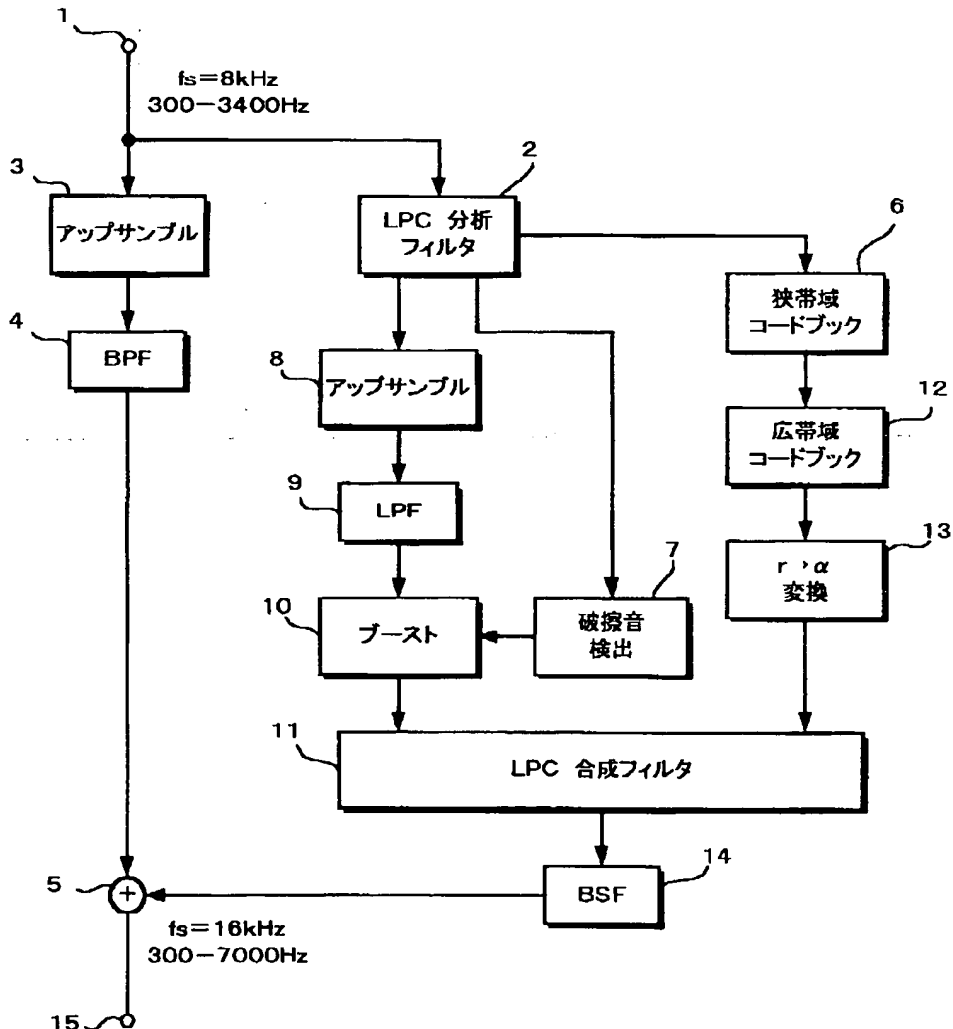 1
fs=8kHz
300-3400Hz
3
アップサンプル
2
LPC 分析
フィルタ
6
狭帯域
コードブック
4
BPF
8
アップサンプル
12
広帯域
コードブック
9
LPF
13
r→α
変換
10
ブースト
7
破擦音
検出
11
LPC 合成フィルタ
5
+
14
BSF
fs=16kHz
300-7000Hz
15